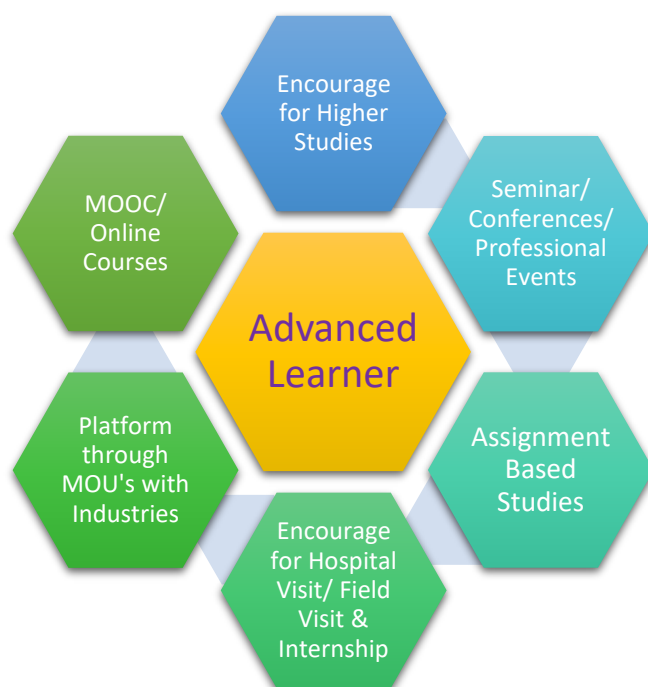 Encourage
for Higher
Studies
Seminar/
Conferences/
Professional
Events
Assignment
Based
Studies
Encourage
for Hospital
Visit/ Field
Visit &
Internship
Platform
through
MOU's with
Industries
MOOC/
Online
Courses
Advanced
Learner